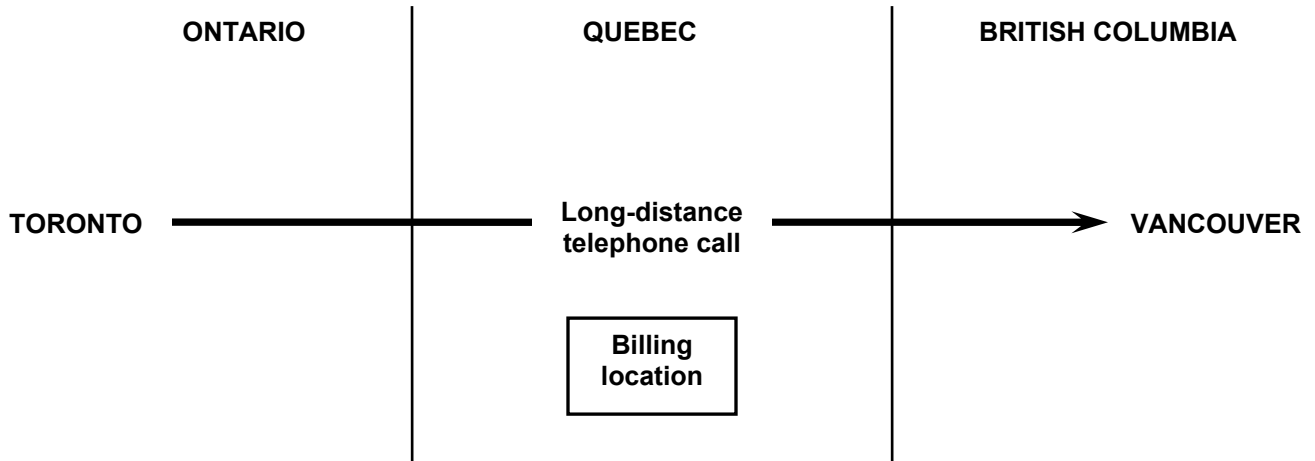 ONTARIO QUEBEC BRITISH COLUMBIA
TORONTO
Long-distance
telephone call
VANCOUVER
Billing
location